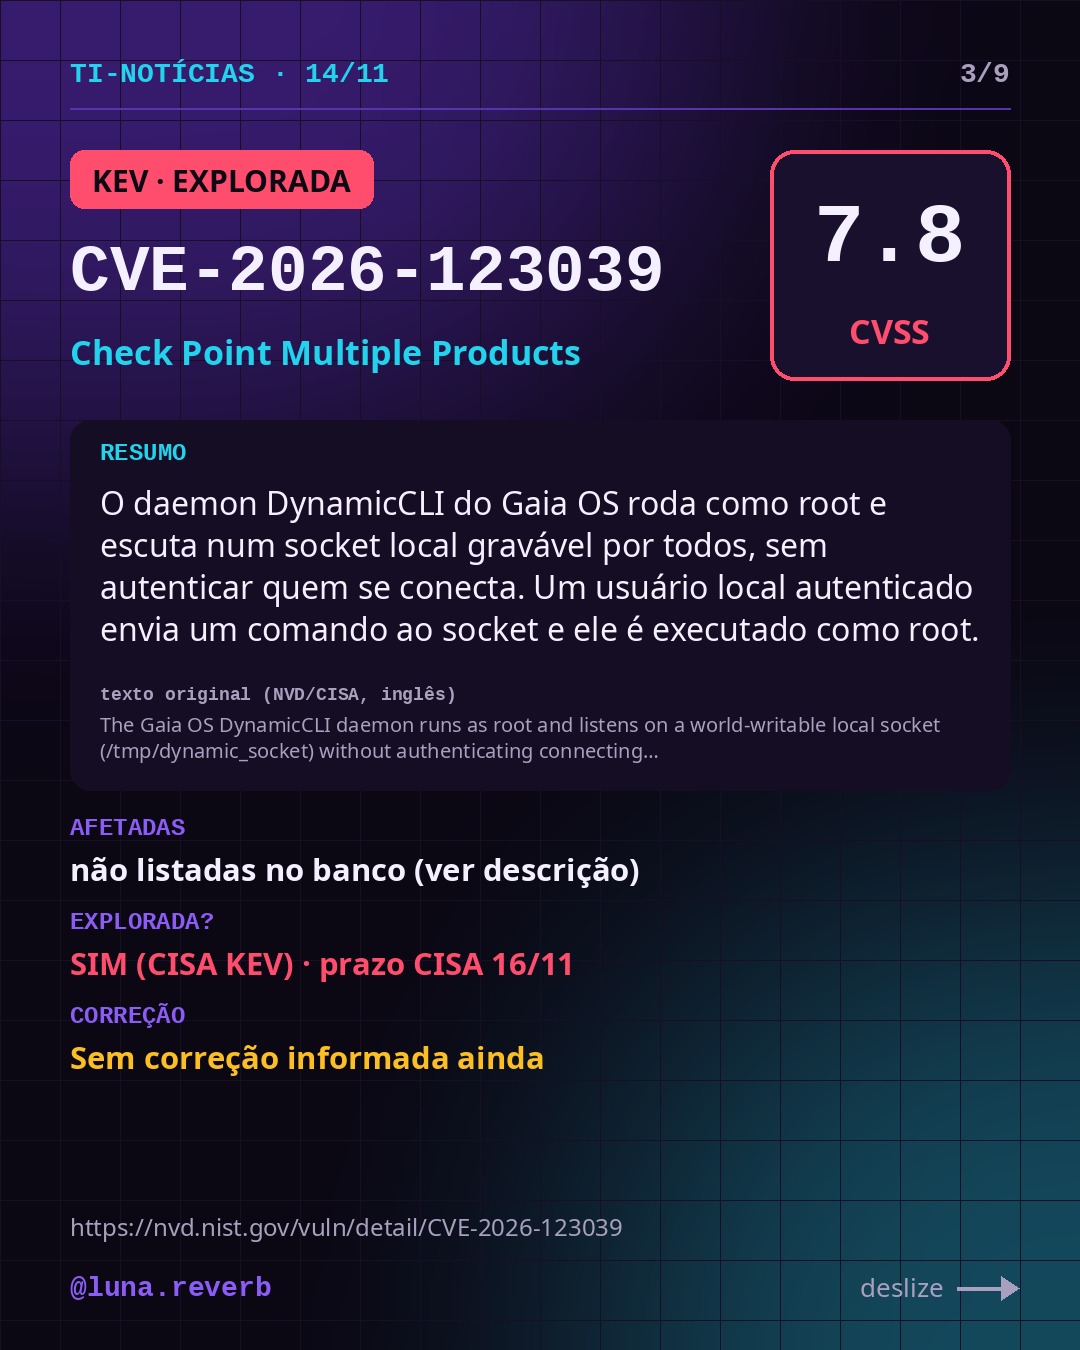 TI-NOTÍCIAS · 14/11
3/9
KEV · EXPLORADA
CVE-2026-123039
Check Point Multiple Products
7.8
CVSS
RESUMO
O daemon DynamicCLI do Gaia OS roda como root e
escuta num socket local gravável por todos, sem
autenticar quem se conecta. Um usuário local autenticado
envia um comando ao socket e ele é executado como root.
texto original (NVD/CISA, inglês)
The Gaia OS DynamicCLI daemon runs as root and listens on a world-writable local socket
(/tmp/dynamic_socket) without authenticating connecting...
AFETADAS
não listadas no banco (ver descrição)
EXPLORADA?
SIM (CISA KEV) · prazo CISA 16/11
CORREÇÃO
Sem correção informada ainda
https://nvd.nist.gov/vuln/detail/CVE-2026-123039
@luna.reverb
deslize